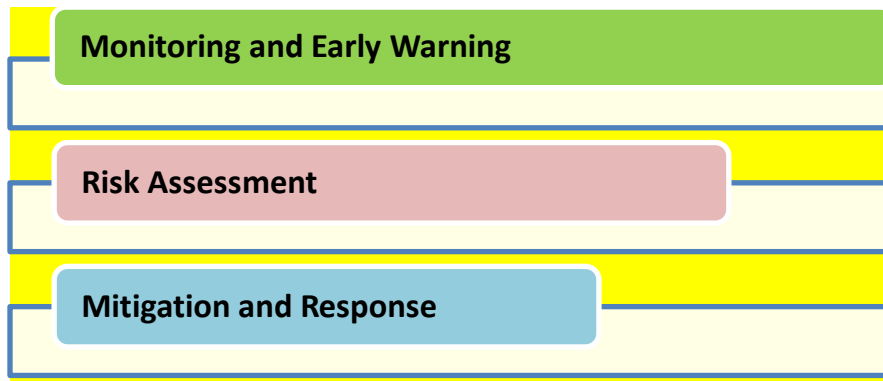 Monitoring and Early Warning
Risk Assessment
Mitigation and Response